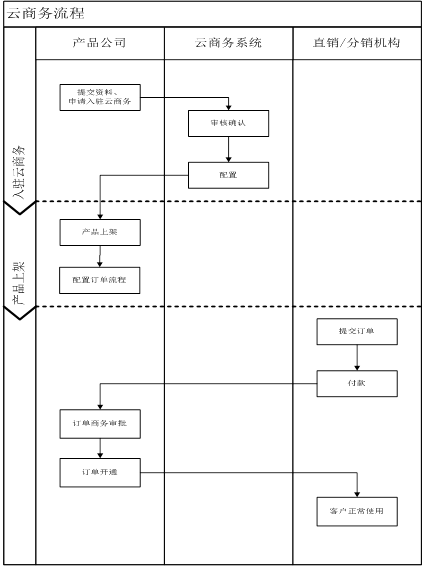 云商务流程
产品公司
云商务系统
直销/分销机构
入驻云商务
提交资料、
申请入驻云商务
审核确认
配置
产品上架
产品上架
配置订单流程
提交订单
付款
订单商务审批
订单开通
客户正常使用